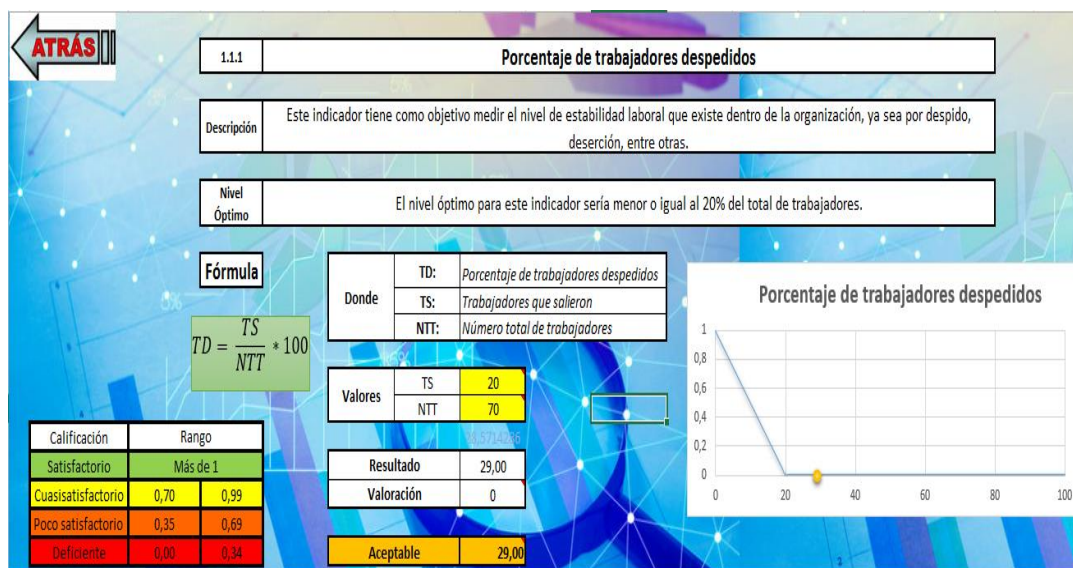 ATRÁS
1.1.1
Porcentaje de trabajadores despedidos
Descripción
Este indicador tiene como objetivo medir el nivel de estabilidad laboral que existe dentro de la organización, ya sea por despido,
deserción, entre otras.
Nivel
Óptimo
El nivel óptimo para este indicador sería menor o igual al 20% del total de trabajadores.
Fórmula
TD = TS / NTT * 100
Donde
TD: Porcentaje de trabajadores despedidos
TS: Trabajadores que salieron
NTT: Número total de trabajadores
Valores
TS 20
NTT 70
Resultado 29,00
Valoración 0
Aceptable 29,00
Calificación Rango
Satisfactorio Más de 1
Cuasisatisfactorio 0,70 0,99
Poco satisfactorio 0,35 0,69
Deficiente 0,00 0,34
Porcentaje de trabajadores despedidos
1
0,8
0,6
0,4
0,2
0
0 20 40 60 80 100